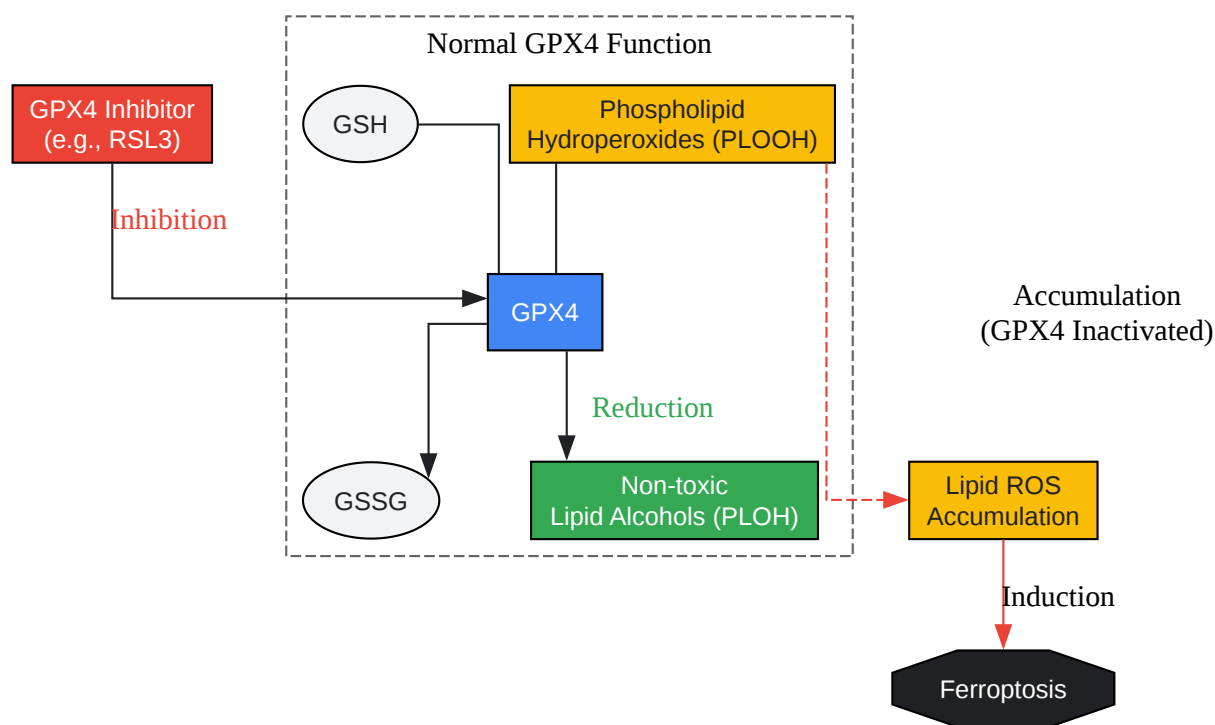 Normal GPX4 Function
GPX4 Inhibitor
(e.g., RSL3)
GSH
Phospholipid
Hydroperoxides (PLOOH)
Inhibition
GPX4
Accumulation
(GPX4 Inactivated)
Reduction
GSSG
Non-toxic
Lipid Alcohols (PLOH)
Lipid ROS
Accumulation
Induction
Ferroptosis